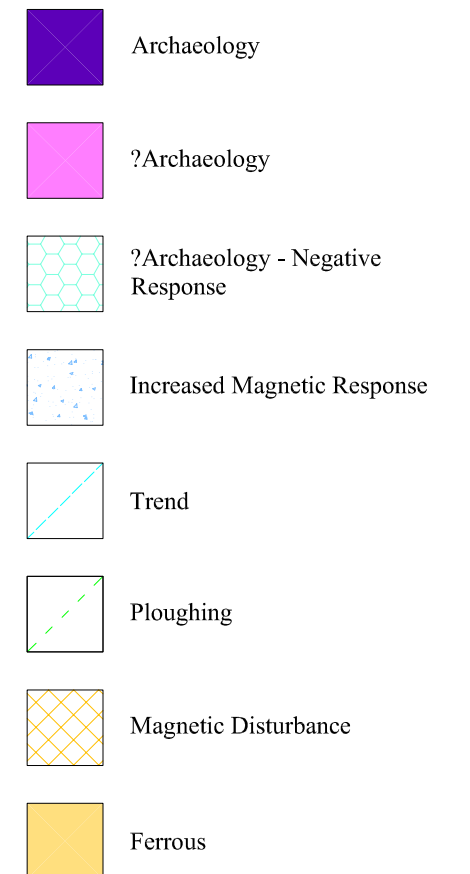 Archaeology
?Archaeology
?Archaeology - Negative
Response
Increased Magnetic Response
Trend
Ploughing
Magnetic Disturbance
Ferrous